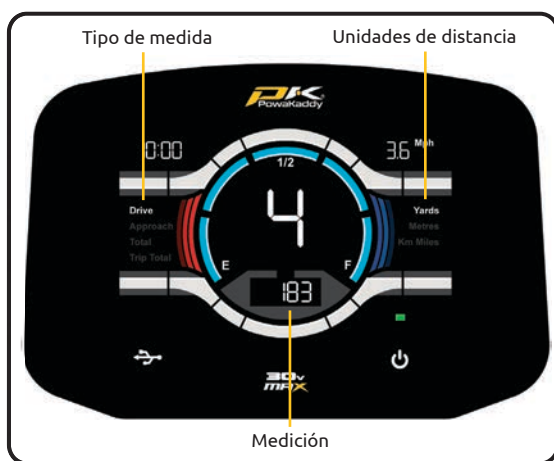 Tipo de medida
Unidades de distancia
PK
PowaKaddy
0:00
3.6 Mph
1/2
Drive
Approach
Total
Trip Total
4
Yards
Metres
Km Miles
E
F
183
30v
MAX
Medición